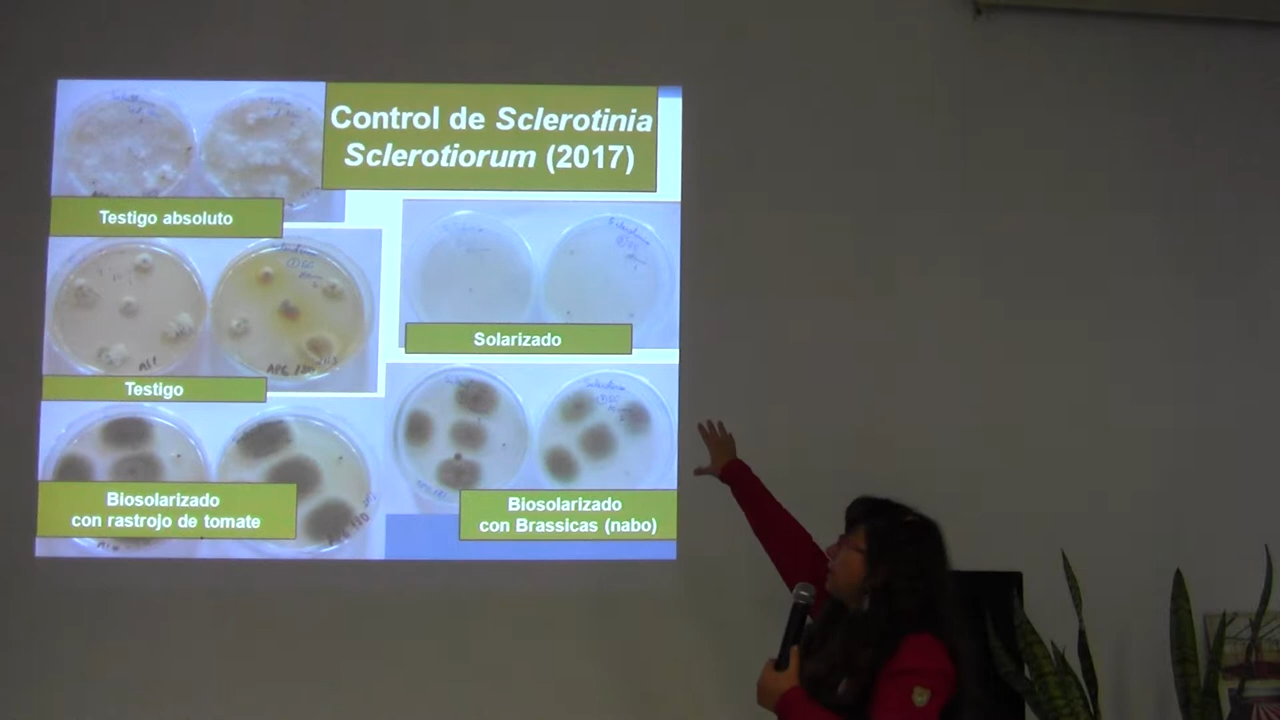 Control de Sclerotinia
Sclerotiorum (2017)
Testigo absoluto
Solarizado
Testigo
Biosolarizado
con rastrojo de tomate
Biosolarizado
con Brassicas (nabo)